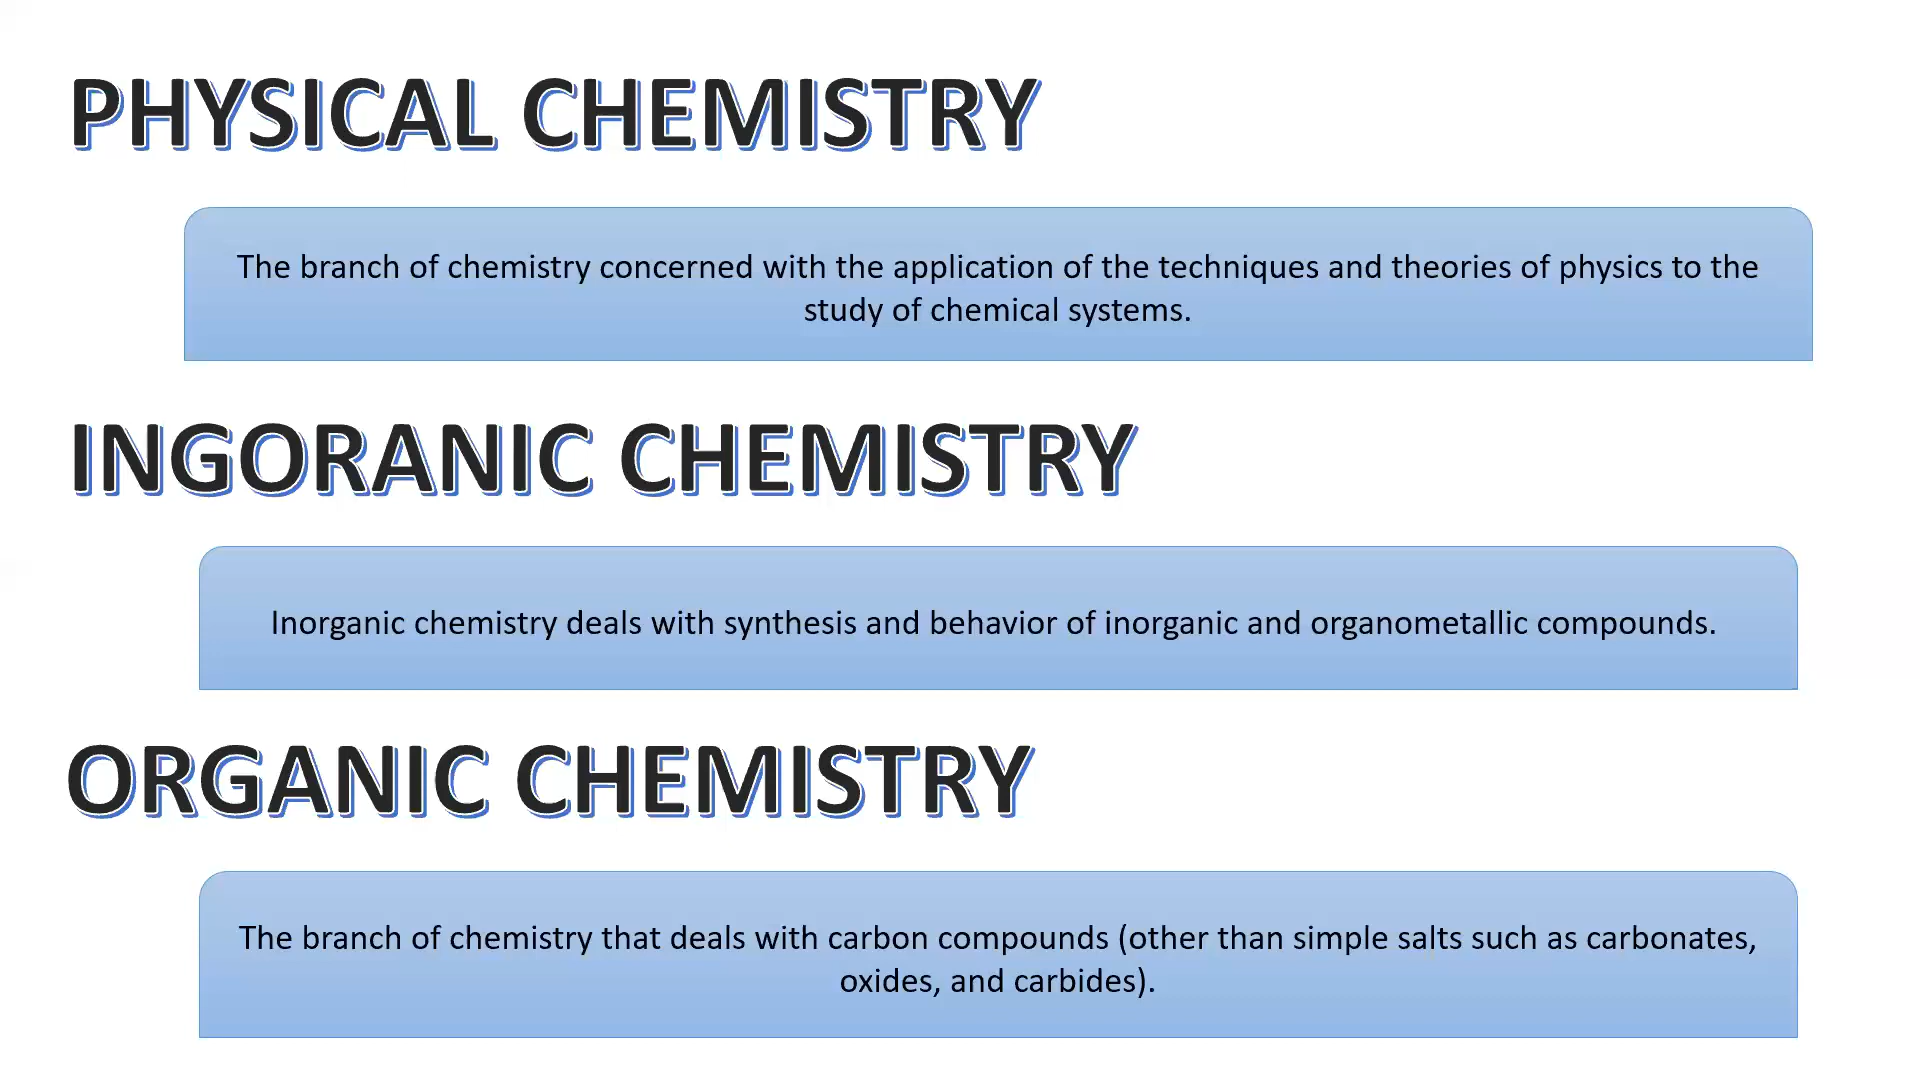 PHYSICAL CHEMISTRY
The branch of chemistry concerned with the application of the techniques and theories of physics to the
study of chemical systems.
INGORANIC CHEMISTRY
Inorganic chemistry deals with synthesis and behavior of inorganic and organometallic compounds.
ORGANIC CHEMISTRY
The branch of chemistry that deals with carbon compounds (other than simple salts such as carbonates,
oxides, and carbides).